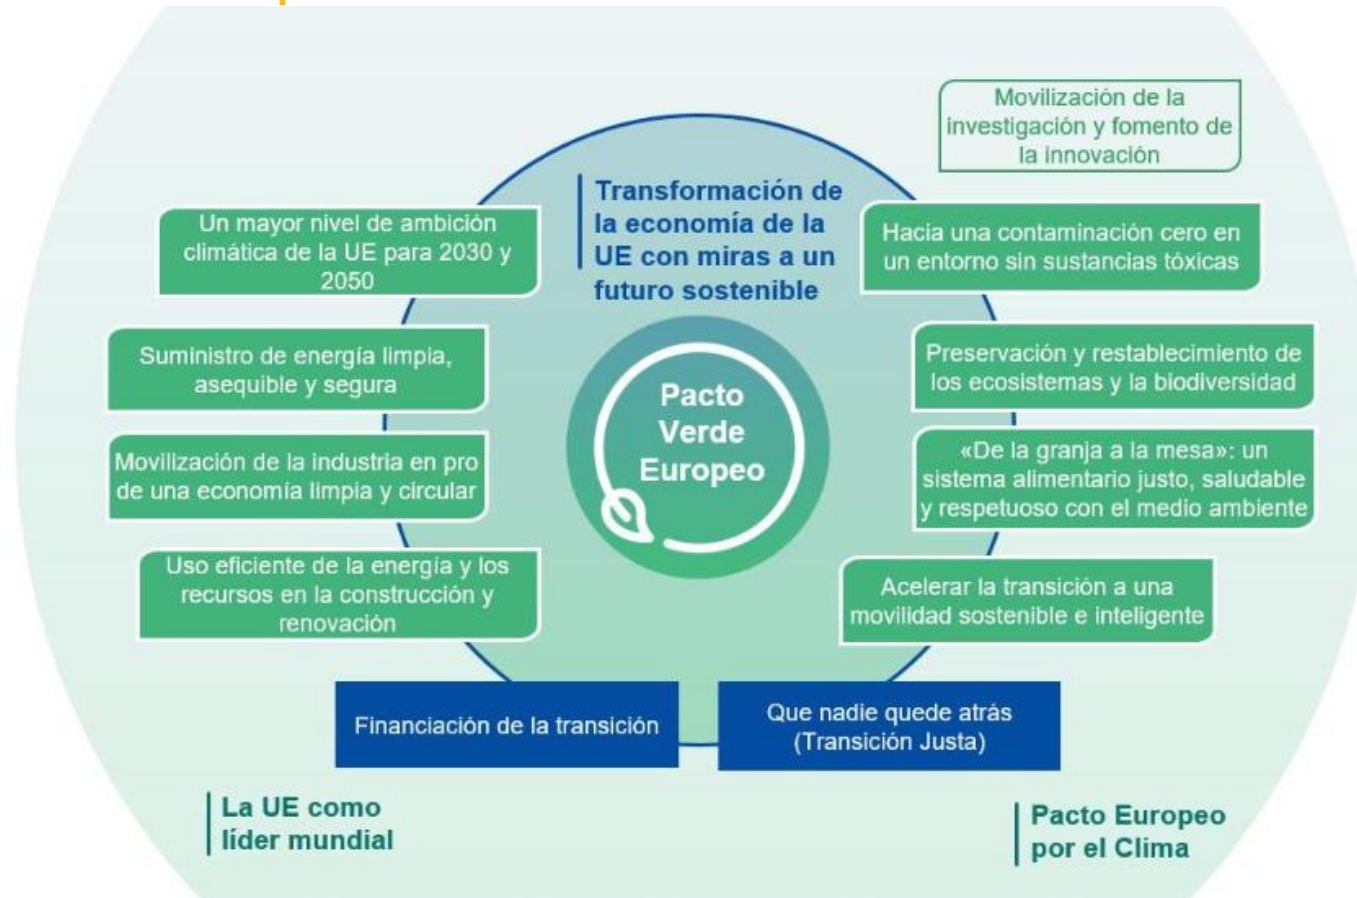 Movilización de la
investigación y fomento de
la innovación
Transformación de
la economía de la
UE con miras a un
futuro sostenible
Un mayor nivel de ambición
climática de la UE para 2030 y
2050
Hacia una contaminación cero en
un entorno sin sustancias tóxicas
Suministro de energía limpia,
asequible y segura
Preservación y restablecimiento de
los ecosistemas y la biodiversidad
Pacto
Verde
Europeo
Movilización de la industria en pro
de una economía limpia y circular
«De la granja a la mesa»: un
sistema alimentario justo, saludable
y respetuoso con el medio ambiente
Uso eficiente de la energía y los
recursos en la construcción y
renovación
Acelerar la transición a una
movilidad sostenible e inteligente
Financiación de la transición
Que nadie quede atrás
(Transición Justa)
La UE como
líder mundial
Pacto Europeo
por el Clima